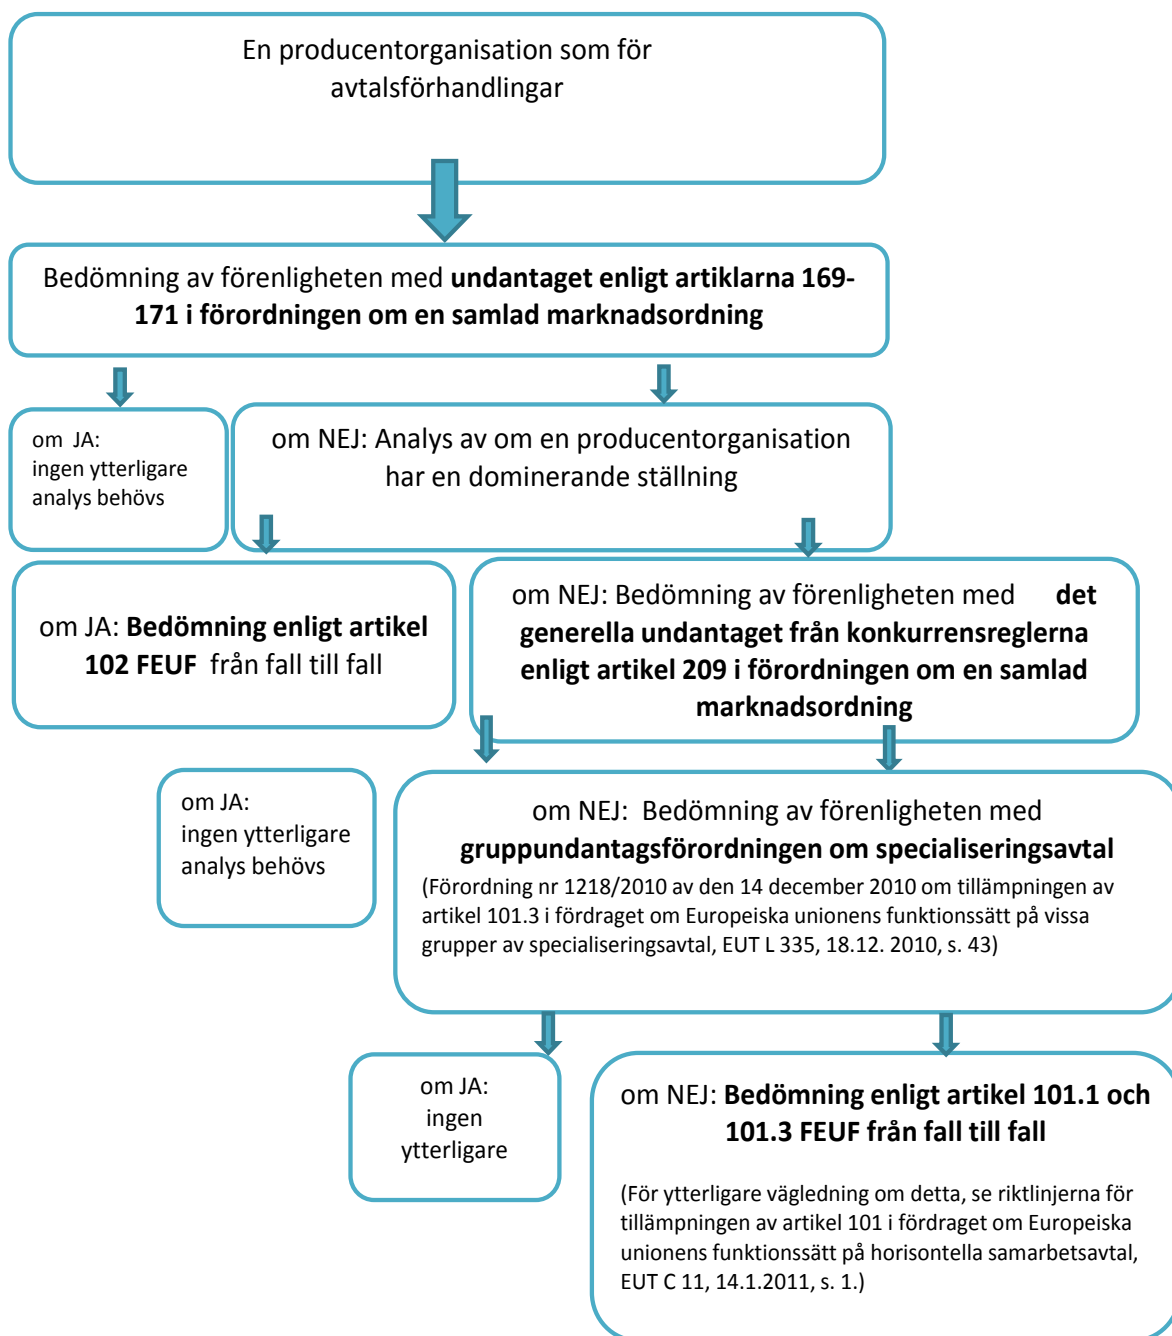 En producentorganisation som för
avtalsförhandlingar
Bedömning av förenligheten med undantaget enligt artiklarna 169-
171 i förordningen om en samlad marknadsordning
om JA:
ingen ytterligare
analys behövs
om NEJ: Analys av om en producentorganisation
har en dominerande ställning
om JA: Bedömning enligt artikel
102 FEUF från fall till fall
om NEJ: Bedömning av förenligheten med det
generella undantaget från konkurrensreglerna
enligt artikel 209 i förordningen om en samlad
marknadsordning
om JA:
ingen ytterligare
analys behövs
om NEJ: Bedömning av förenligheten med
gruppundantagsförordningen om specialiseringsavtal
(Förordning nr 1218/2010 av den 14 december 2010 om tillämpningen av
artikel 101.3 i fördraget om Europeiska unionens funktionssätt på vissa
grupper av specialiseringsavtal, EUT L 335, 18.12. 2010, s. 43)
om JA:
ingen
ytterligare
om NEJ: Bedömning enligt artikel 101.1 och
101.3 FEUF från fall till fall
(För ytterligare vägledning om detta, se riktlinjerna för
tillämpningen av artikel 101 i fördraget om Europeiska
unionens funktionssätt på horisontella samarbetsavtal,
EUT C 11, 14.1.2011, s. 1.)